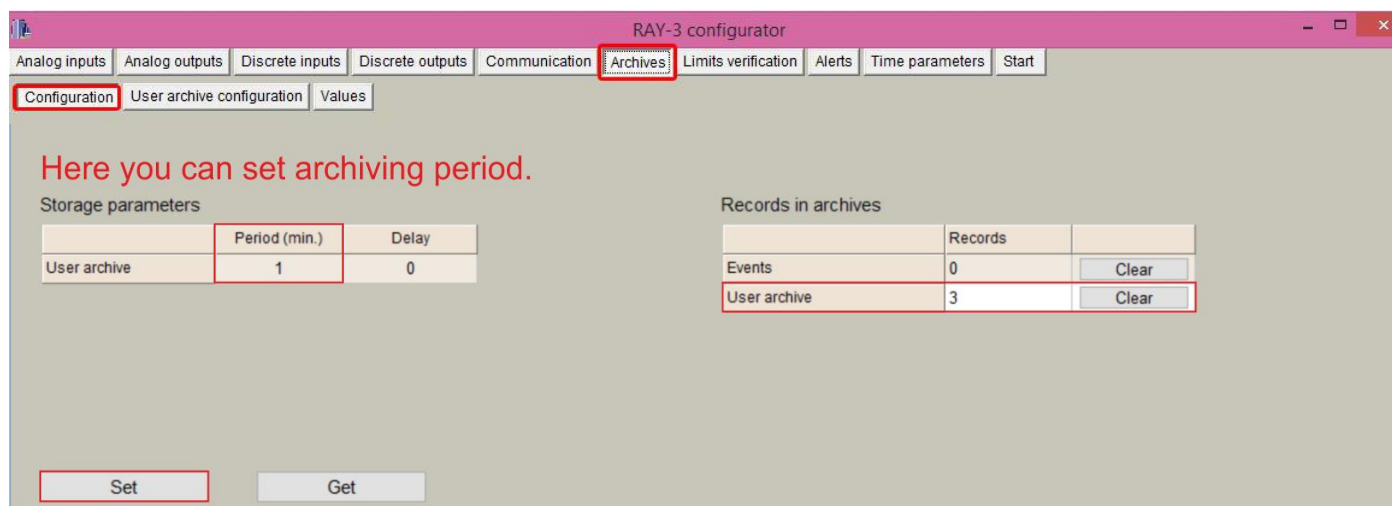 RAY-3 configurator
Analog inputs Analog outputs Discrete inputs Discrete outputs Communication Archives Limits verification Alerts Time parameters Start
Configuration User archive configuration Values
Here you can set archiving period.
Storage parameters
Period (min.) Delay
User archive 1 0
Records in archives
Records
Events 0 Clear
User archive 3 Clear
Set Get